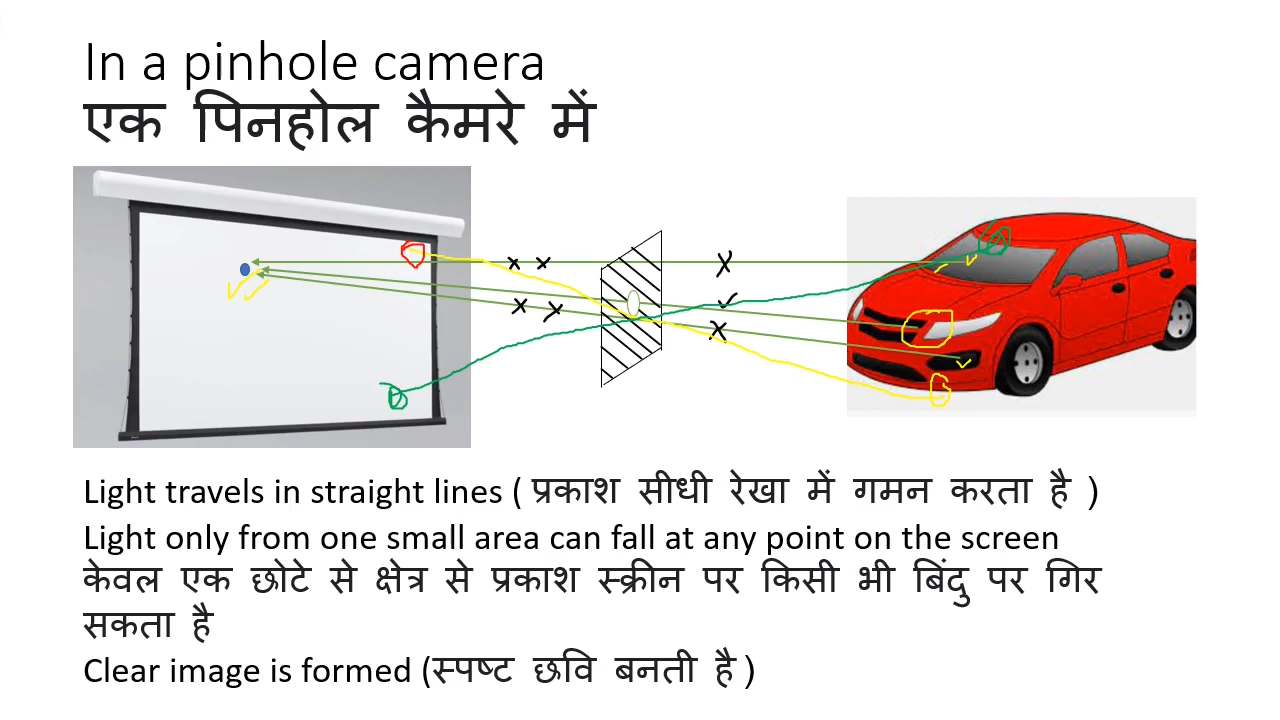 In a pinhole camera
एक पिनहोल कैमरे में
Light travels in straight lines ( प्रकाश सीधी रेखा में गमन करता है )
Light only from one small area can fall at any point on the screen
केवल एक छोटे से क्षेत्र से प्रकाश स्क्रीन पर किसी भी बिंदु पर गिर
सकता है
Clear image is formed (स्पष्ट छवि बनती है )